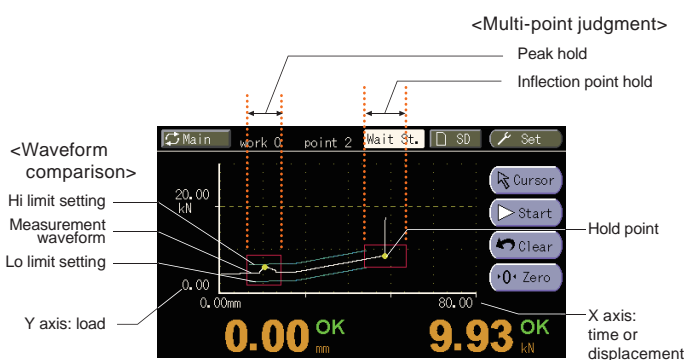 <Multi-point judgment>
Peak hold
Inflection point hold
Main
work 0
point 2
Wait St.
SD
Set
<Waveform
comparison>
Hi limit setting
Measurement
waveform
Lo limit setting
Y axis: load
20.00
kN
0.00
0.00mm
80.00
Cursor
Start
Clear
0 Zero
Hold point
X axis:
time or
displacement
0.00 mm OK
9.93 kN OK